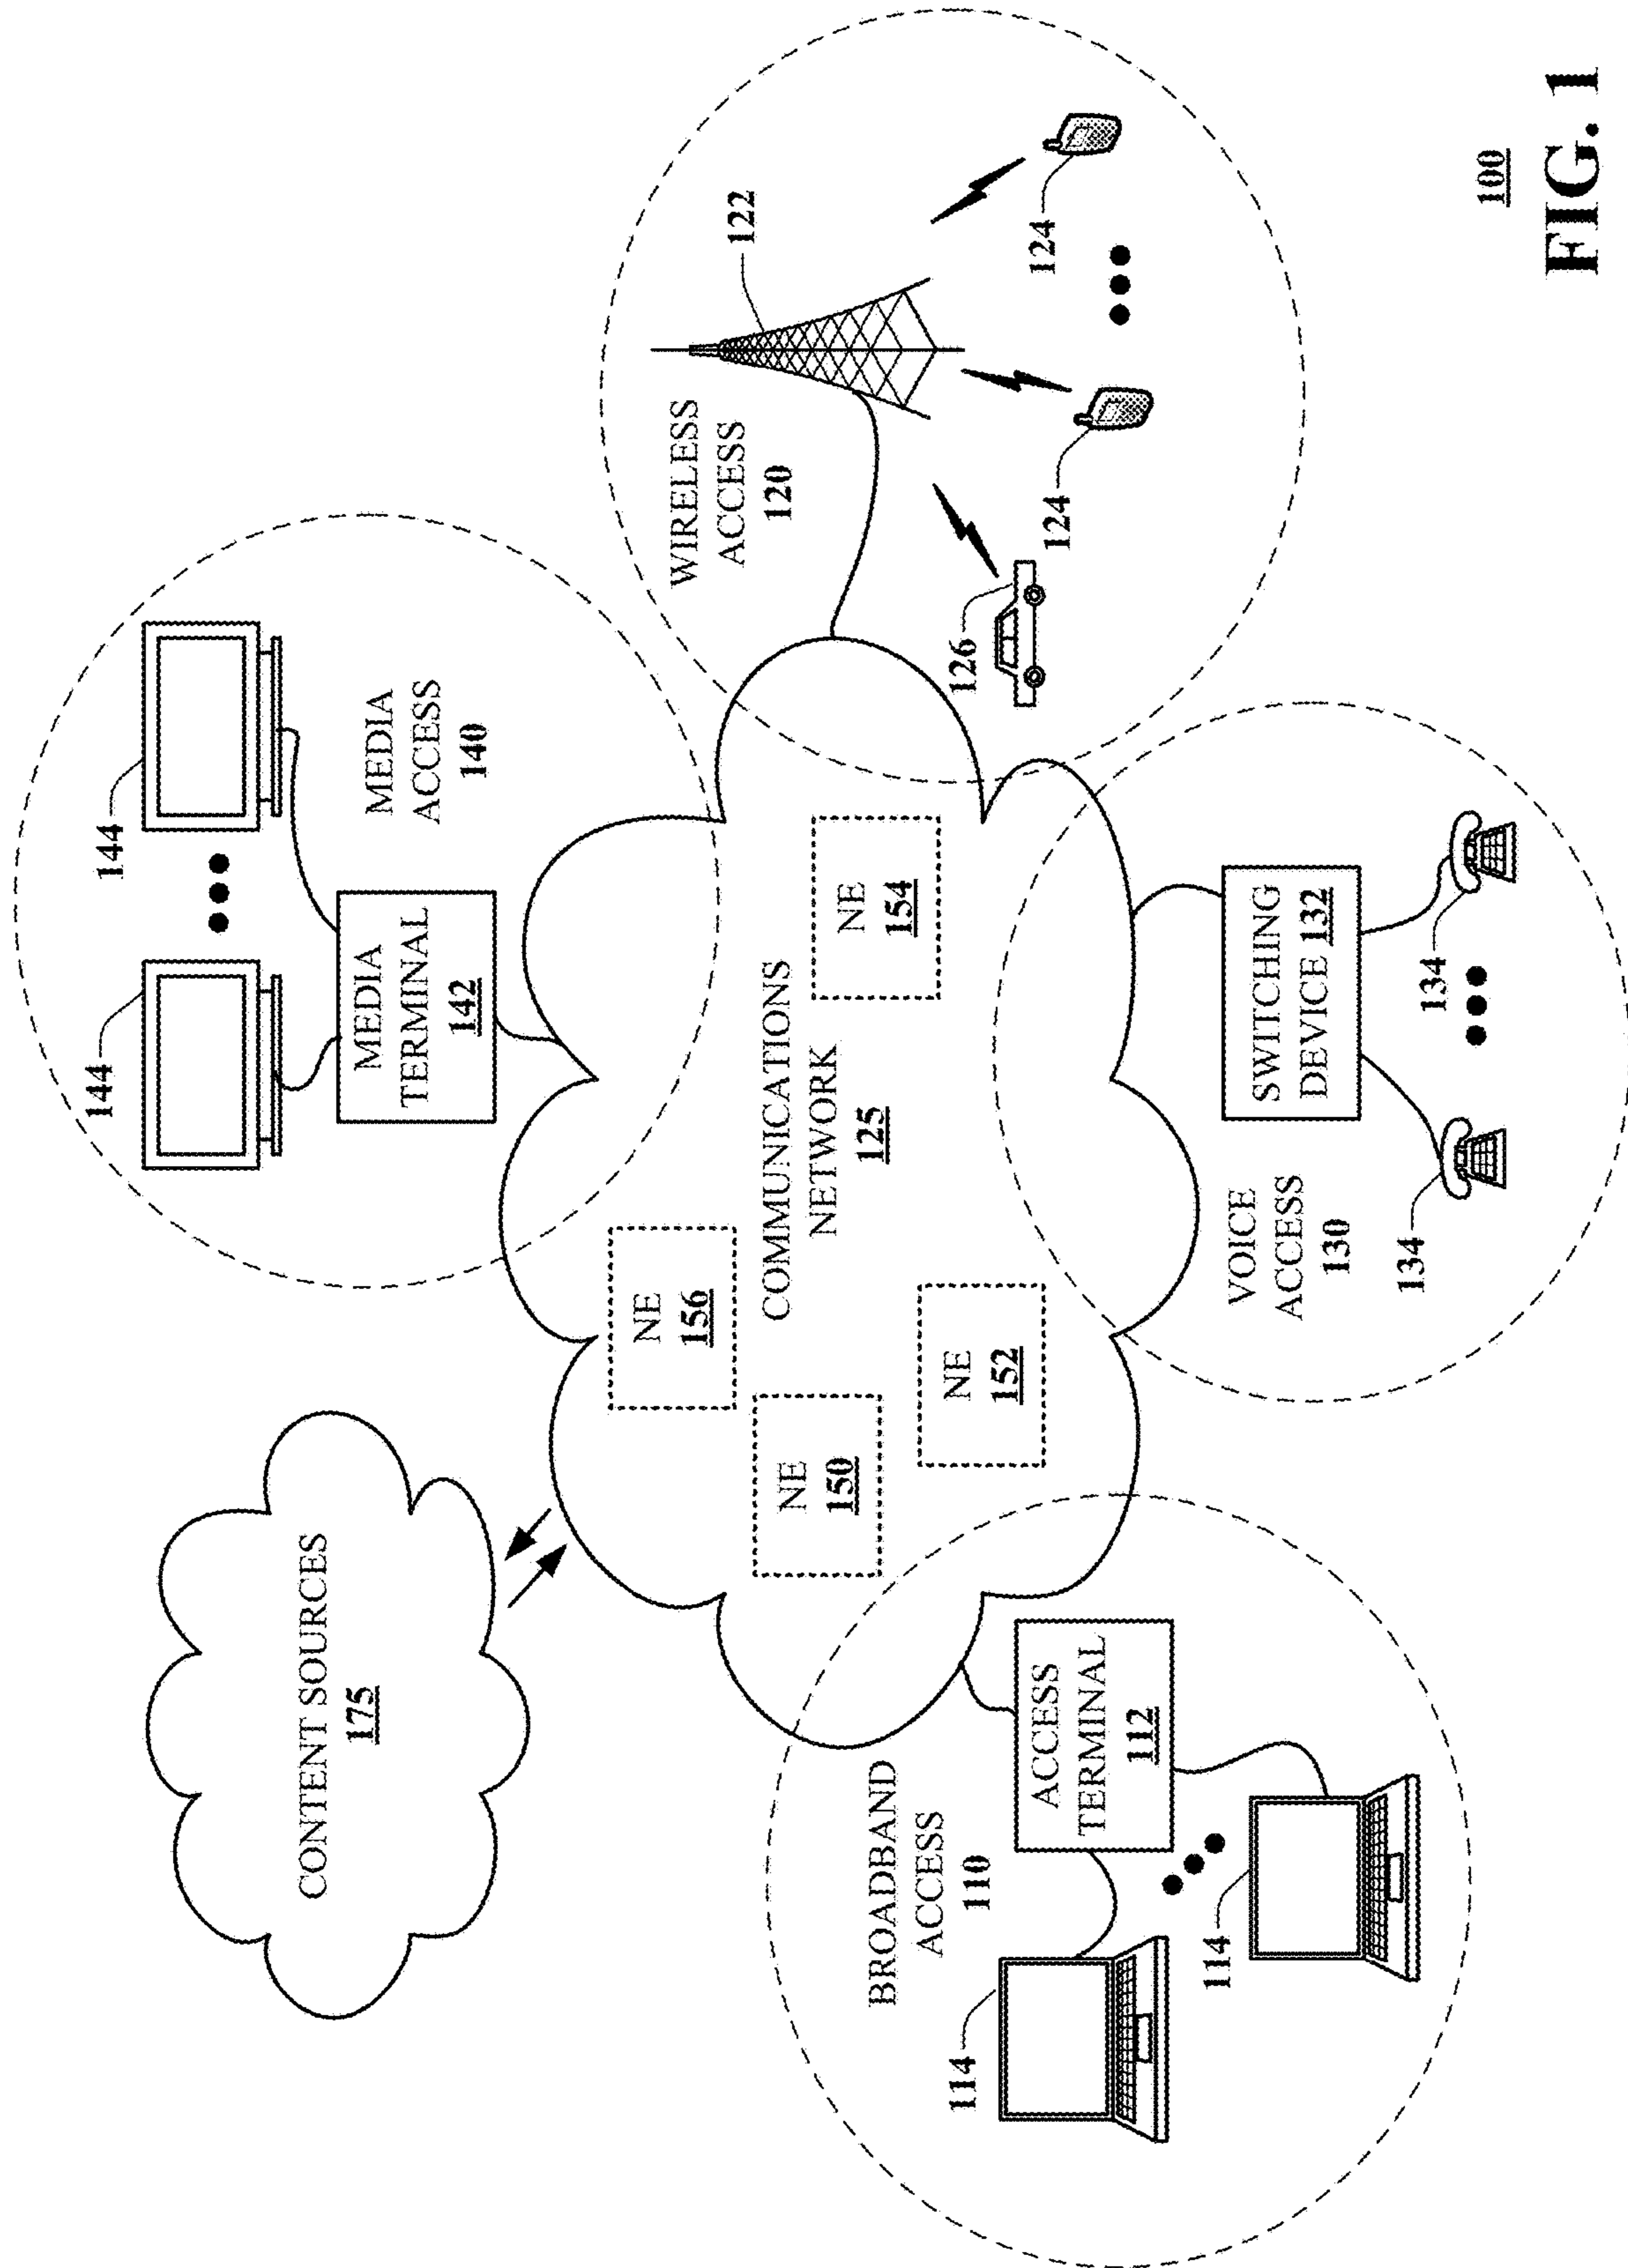 CONTENT SOURCES
175
144
144
MEDIA
TERMINAL
142
MEDIA
ACCESS
140
NE
156
NE
150
NE
152
COMMUNICATIONS
NETWORK
125
NE
154
WIRELESS
ACCESS
120
122
126
124
124
BROADBAND
ACCESS
110
ACCESS
TERMINAL
112
114
114
VOICE
ACCESS
130
SWITCHING
DEVICE 132
134
134
100
FIG. 1